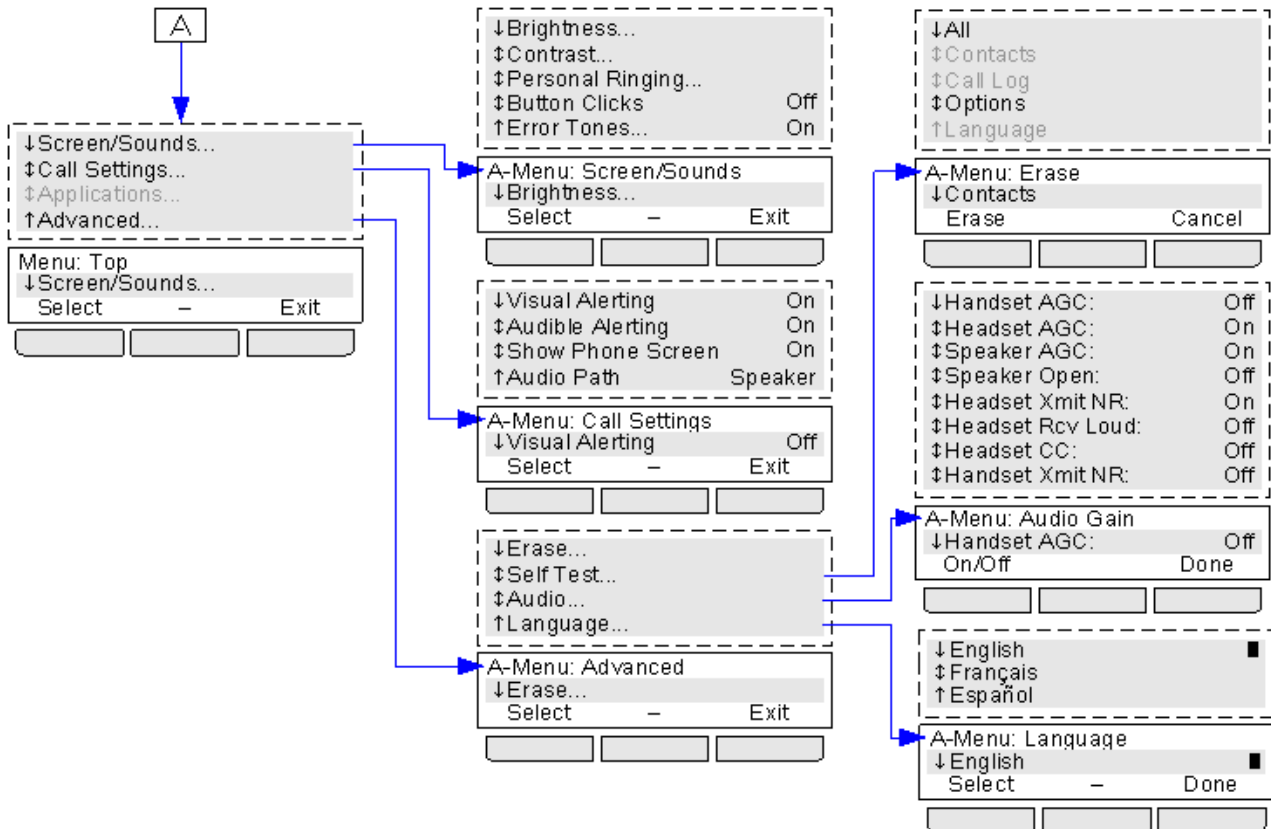 A
↓Screen/Sounds...
↕Call Settings...
↕Applications...
↑Advanced...
Menu: Top
↓Screen/Sounds...
Select – Exit
↓Brightness...
↕Contrast...
↕Personal Ringing...
↕Button Clicks Off
↑Error Tones... On
A-Menu: Screen/Sounds
↓Brightness...
Select – Exit
↓Visual Alerting On
↕Audible Alerting On
↕Show Phone Screen On
↑Audio Path Speaker
A-Menu: Call Settings
↓Visual Alerting Off
Select – Exit
↓Erase...
↕Self Test...
↕Audio...
↑Language...
A-Menu: Advanced
↓Erase...
Select – Exit
↓All
↕Contacts
↕Call Log
↕Options
↑Language
A-Menu: Erase
↓Contacts
Erase Cancel
↓Handset AGC: Off
↕Headset AGC: On
↕Speaker AGC: On
↕Speaker Open: Off
↕Headset Xmit NR: On
↕Headset Rcv Loud: Off
↕Headset CC: Off
↕Handset Xmit NR: Off
A-Menu: Audio Gain
↓Handset AGC: Off
On/Off Done
↓English
↕Français
↑Español
A-Menu: Language
↓English
Select – Done